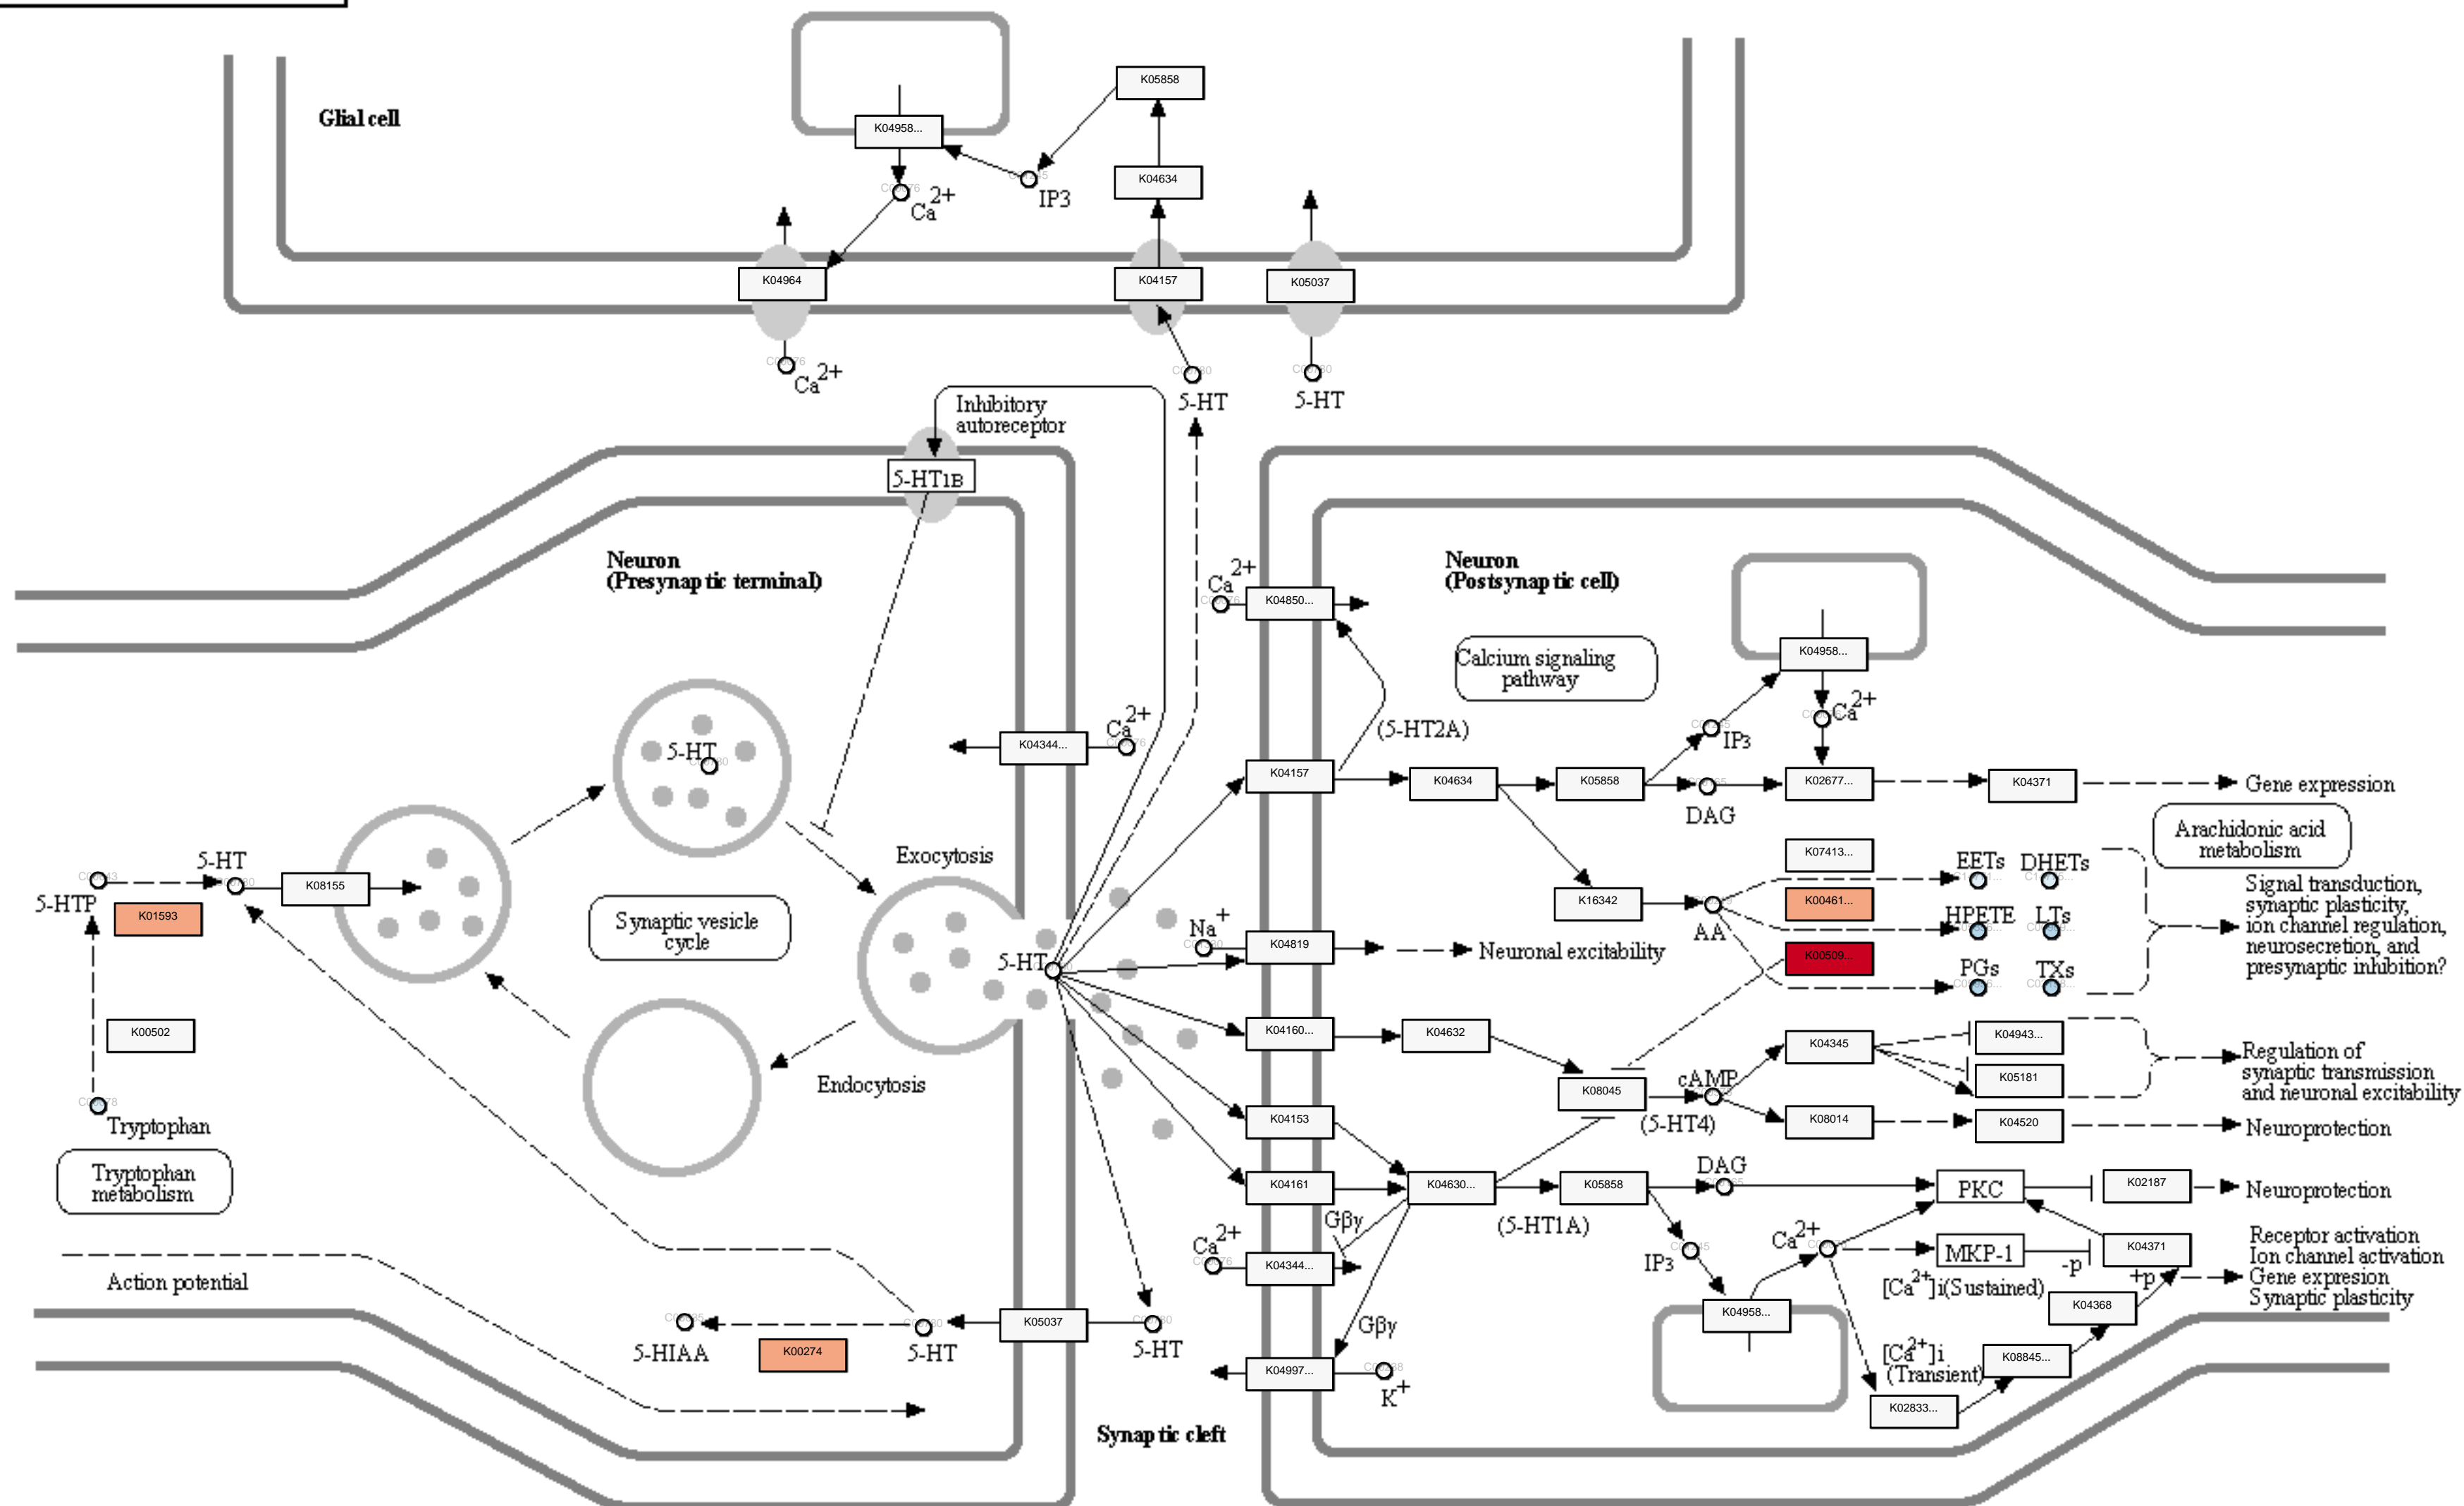 Glial cell
K05858
K04958...
K04634
IP3
Ca2+
K04964
K04157
K05037
Ca2+
5-HT
5-HT
Inhibitory
autoreceptor
5-HT1B
Neuron
(Presynaptic terminal)
5-HT
K04344...
Ca2+
5-HT
K08155
5-HTP
K01593
Synaptic vesicle
cycle
Exocytosis
5-HT
K00502
Endocytosis
Tryptophan
Tryptophan
metabolism
Action potential
5-HIAA
K00274
5-HT
K05037
5-HT
Synaptic cleft
Neuron
(Postsynaptic cell)
Ca2+
K04850...
Calcium signaling
pathway
K04958...
Ca2+
(5-HT2A)
IP3
K04157
K04634
K05858
DAG
K02677...
K04371
Gene expression
Arachidonic acid
metabolism
K07413...
EETs
DHETs
K16342
AA
K00461...
HPETE
LTs
K00509...
PGs
TXs
Signal transduction,
synaptic plasticity,
ion channel regulation,
neurosecretion, and
presynaptic inhibition?
Na+
K04819
Neuronal excitability
K04160...
K04632
K08045
cAMP
(5-HT4)
K04345
K04943...
K05181
Regulation of
synaptic transmission
and neuronal excitability
K08014
K04520
Neuroprotection
K04153
K04161
K04630...
K05858
(5-HT1A)
DAG
PKC
K02187
Neuroprotection
Gβγ
Ca2+
K04344...
IP3
Ca2+
MKP-1
-p
K04371
+p
[Ca2+]i(Sustained)
Receptor activation
Ion channel activation
Gene expresion
Synaptic plasticity
K04368
K04958...
Gβγ
K04997...
K+
[Ca2+]i
(Transient)
K08845...
K02833...